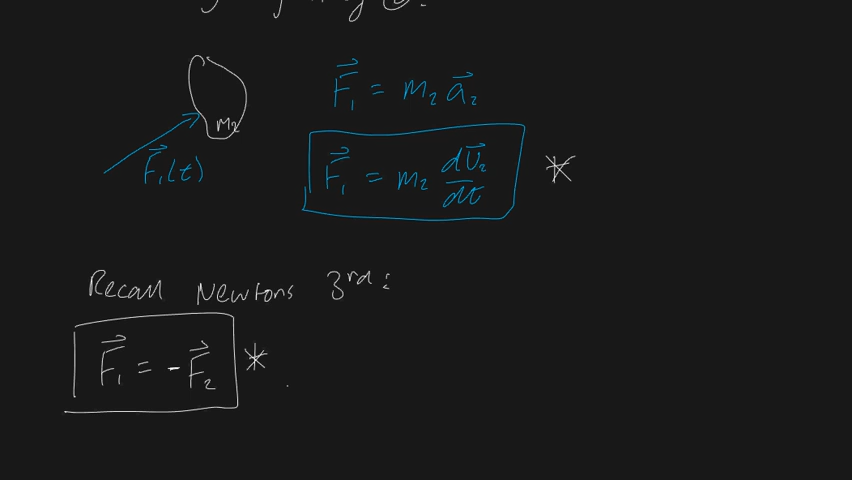 m₂
F⃗₁(t)
F⃗₁ = m₂ a⃗₂
F⃗₁ = m₂ dv⃗₂/dt *
Recall Newtons 3rd:
F⃗₁ = -F⃗₂ *